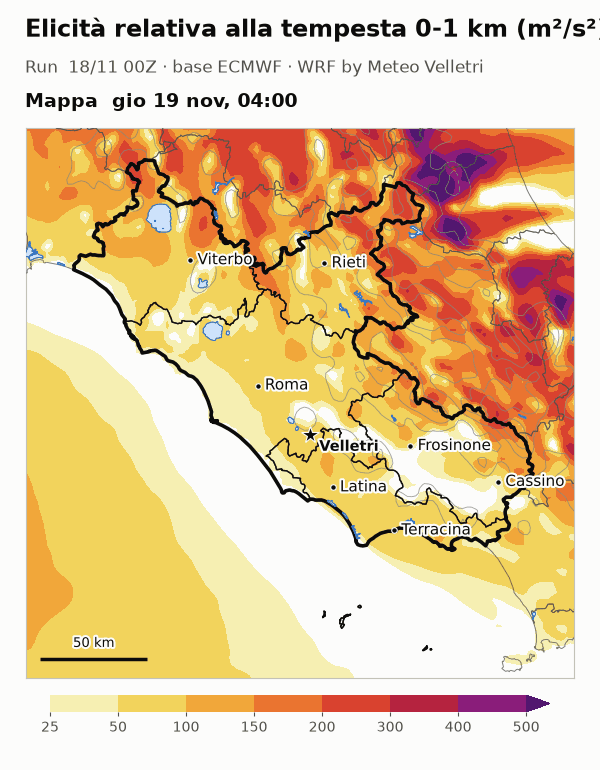 Elicità relativa alla tempesta 0-1 km (m²/s²)
Run 18/11 00Z · base ECMWF · WRF by Meteo Velletri
Mappa gio 19 nov, 04:00
Viterbo
Rieti
Roma
Velletri
Frosinone
Latina
Cassino
Terracina
50 km
25 50 100 150 200 300 400 500